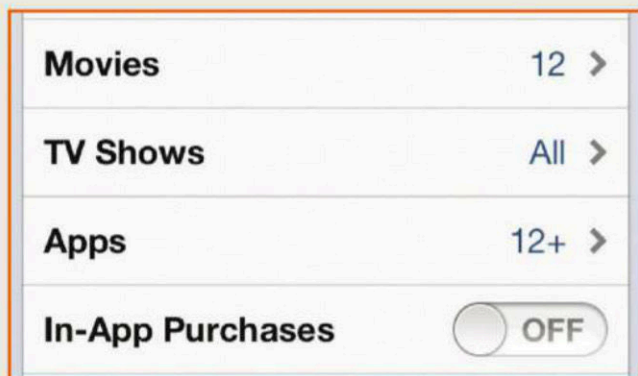 Movies 12
TV Shows All
Apps 12+
In-App Purchases OFF